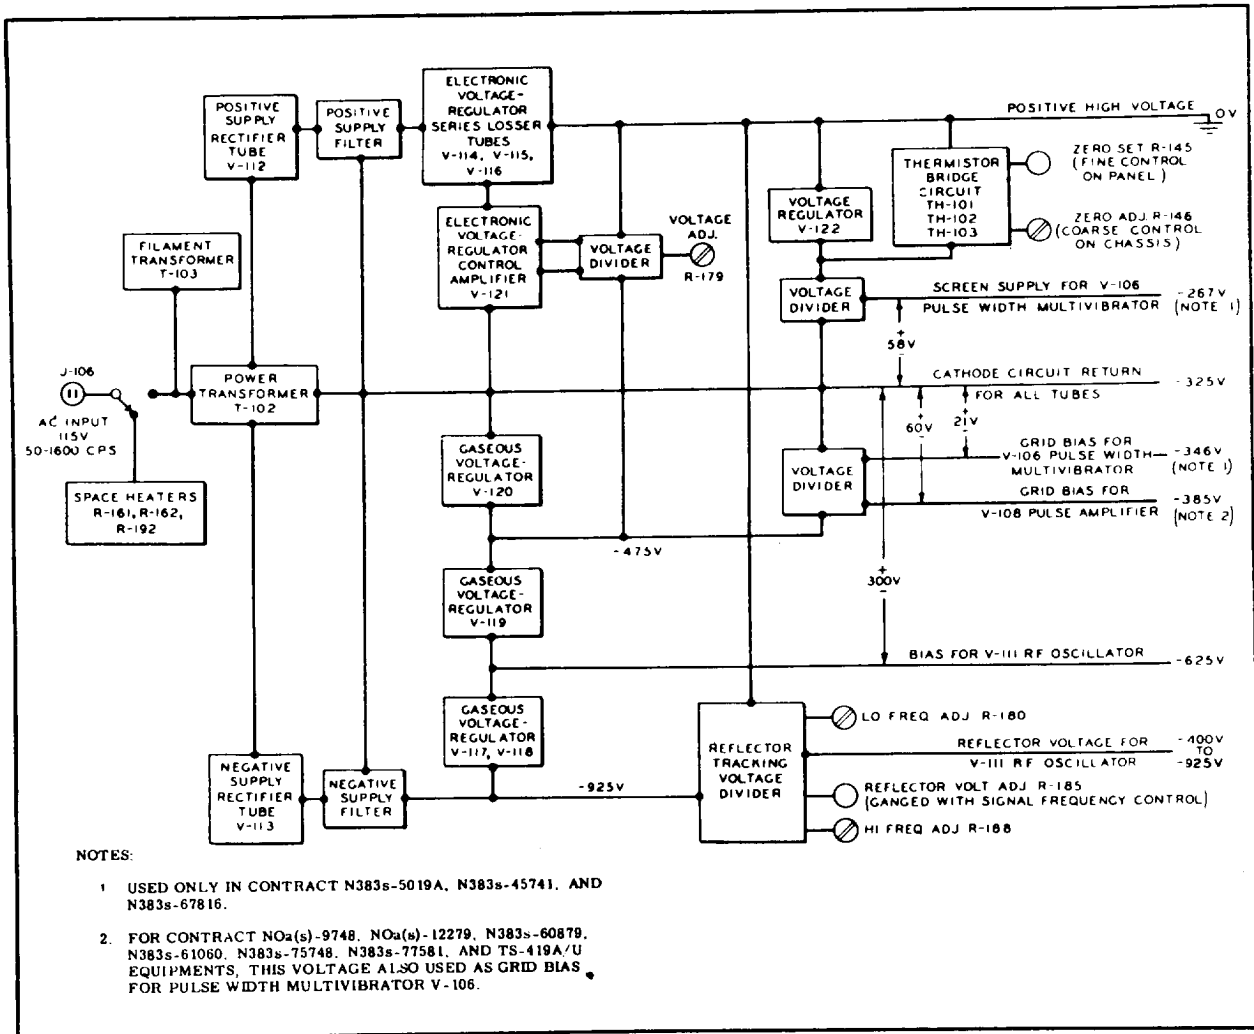 POSITIVE
SUPPLY
RECTIFIER
TUBE
V-112
POSITIVE
SUPPLY
FILTER
ELECTRONIC
VOLTAGE-
REGULATOR
SERIES LOSSER
TUBES
V-114, V-115,
V-116
POSITIVE HIGH VOLTAGE
0V
FILAMENT
TRANSFORMER
T-103
ELECTRONIC
VOLTAGE-
REGULATOR
CONTROL
AMPLIFIER
V-121
VOLTAGE
DIVIDER
VOLTAGE
ADJ.
R-179
VOLTAGE
REGULATOR
V-122
THERMISTOR
BRIDGE
CIRCUIT
TH-101
TH-102
TH-103
ZERO SET R-145
(FINE CONTROL
ON PANEL)
ZERO ADJ. R-146
(COARSE CONTROL
ON CHASSIS)
VOLTAGE
DIVIDER
SCREEN SUPPLY FOR V-106
PULSE WIDTH MULTIVIBRATOR
-267V
(NOTE 1)
+
58V
-
J-106
AC INPUT
115V
50-1600 CPS
POWER
TRANSFORMER
T-102
CATHODE CIRCUIT RETURN
FOR ALL TUBES
-325V
+
60V
-
+
21V
-
SPACE HEATERS
R-161, R-162,
R-192
GASEOUS
VOLTAGE-
REGULATOR
V-120
VOLTAGE
DIVIDER
GRID BIAS FOR
V-106 PULSE WIDTH
MULTIVIBRATOR
-346V
(NOTE 1)
GRID BIAS FOR
V-108 PULSE AMPLIFIER
-385V
(NOTE 2)
-475V
+
300V
-
GASEOUS
VOLTAGE-
REGULATOR
V-119
BIAS FOR V-111 RF OSCILLATOR
-625V
GASEOUS
VOLTAGE-
REGULATOR
V-117, V-118
NEGATIVE
SUPPLY
RECTIFIER
TUBE
V-113
NEGATIVE
SUPPLY
FILTER
-925V
REFLECTOR
TRACKING
VOLTAGE
DIVIDER
LO FREQ ADJ R-180
REFLECTOR VOLTAGE FOR
V-111 RF OSCILLATOR
-400V
TO
-925V
REFLECTOR VOLT ADJ R-185
(GANGED WITH SIGNAL FREQUENCY CONTROL)
HI FREQ ADJ R-188
NOTES:
1 USED ONLY IN CONTRACT N383s-5019A, N383s-45741, AND
N383s-67816.
2. FOR CONTRACT NOa(s)-9748, NOa(s)-12279, N383s-60879,
N383s-61060, N383s-75748, N383s-77581, AND TS-419A/U
EQUIPMENTS, THIS VOLTAGE ALSO USED AS GRID BIAS
FOR PULSE WIDTH MULTIVIBRATOR V-106.